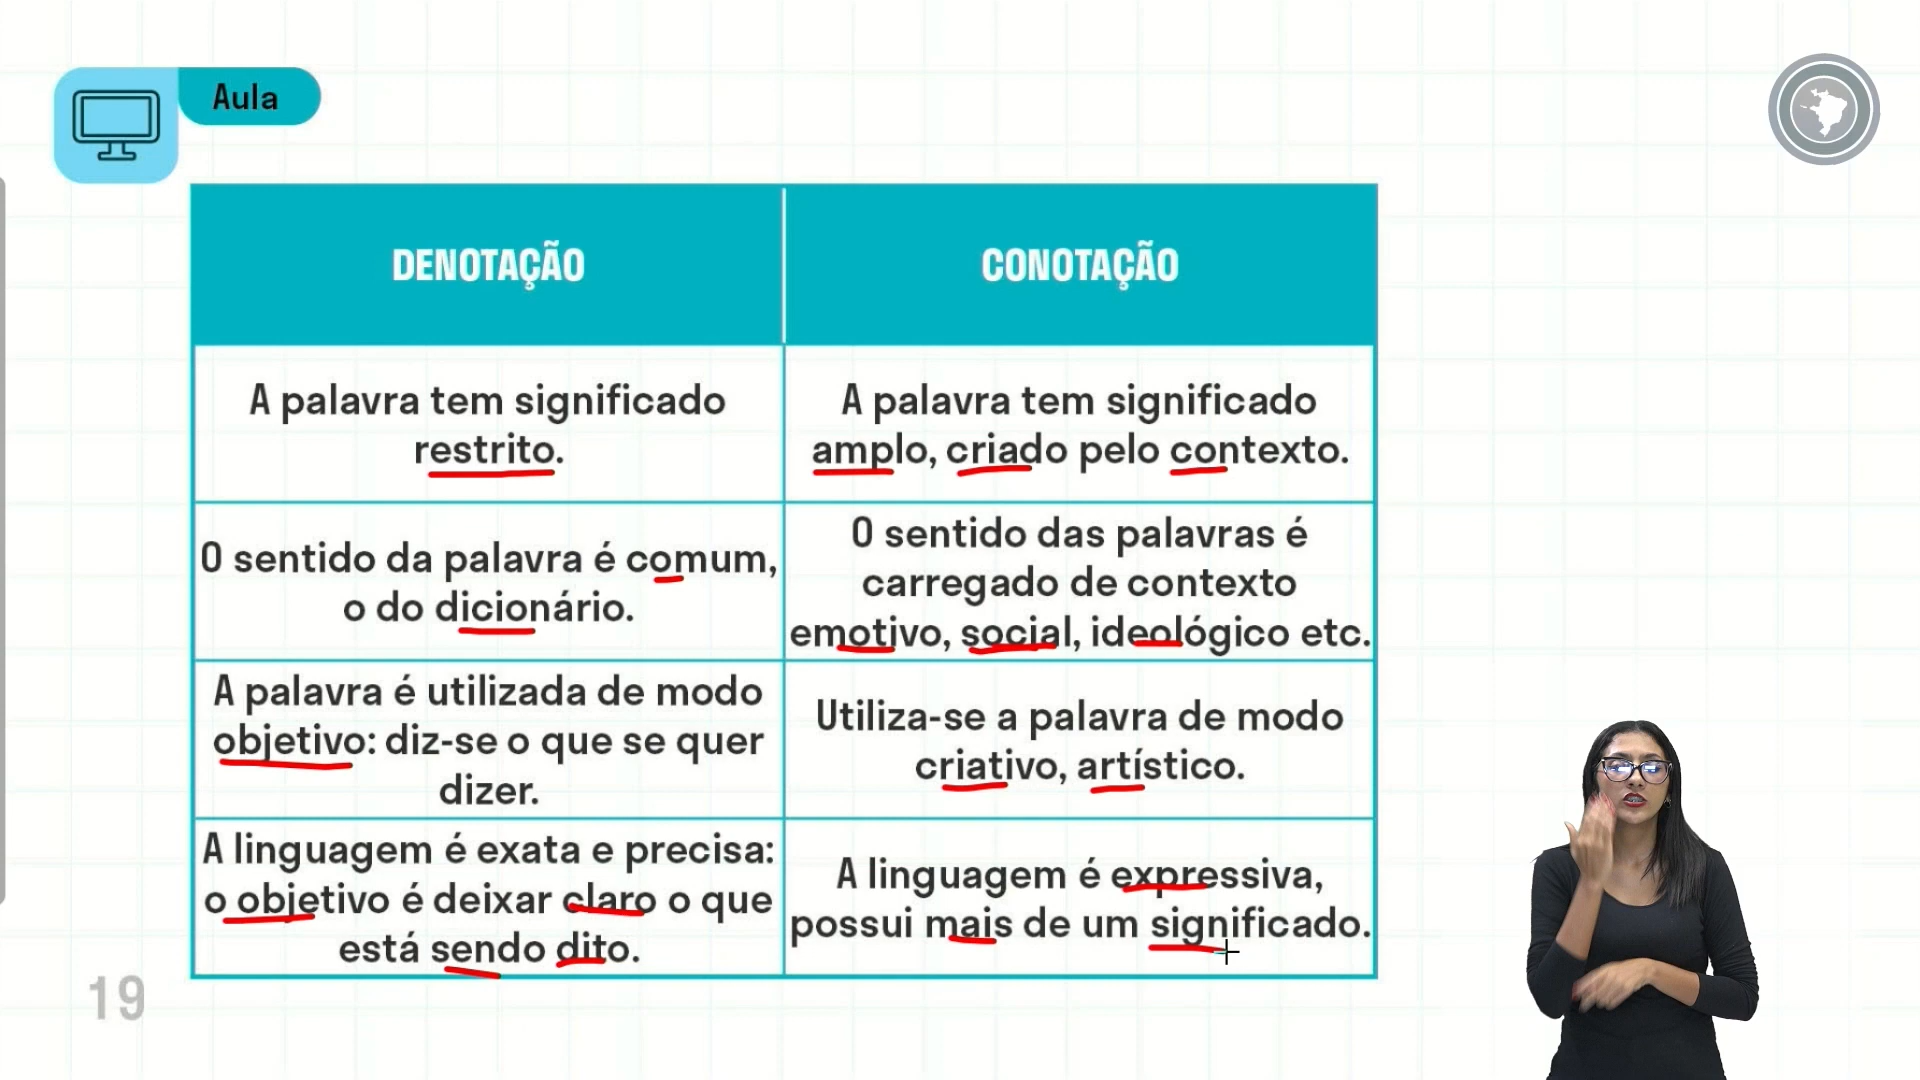 Aula
DENOTAÇÃO
CONOTAÇÃO
A palavra tem significado
restrito.
A palavra tem significado
amplo, criado pelo contexto.
O sentido da palavra é comum,
o do dicionário.
O sentido das palavras é
carregado de contexto
emotivo, social, ideológico etc.
A palavra é utilizada de modo
objetivo: diz-se o que se quer
dizer.
Utiliza-se a palavra de modo
criativo, artístico.
A linguagem é exata e precisa:
o objetivo é deixar claro o que
está sendo dito.
A linguagem é expressiva,
possui mais de um significado.
19